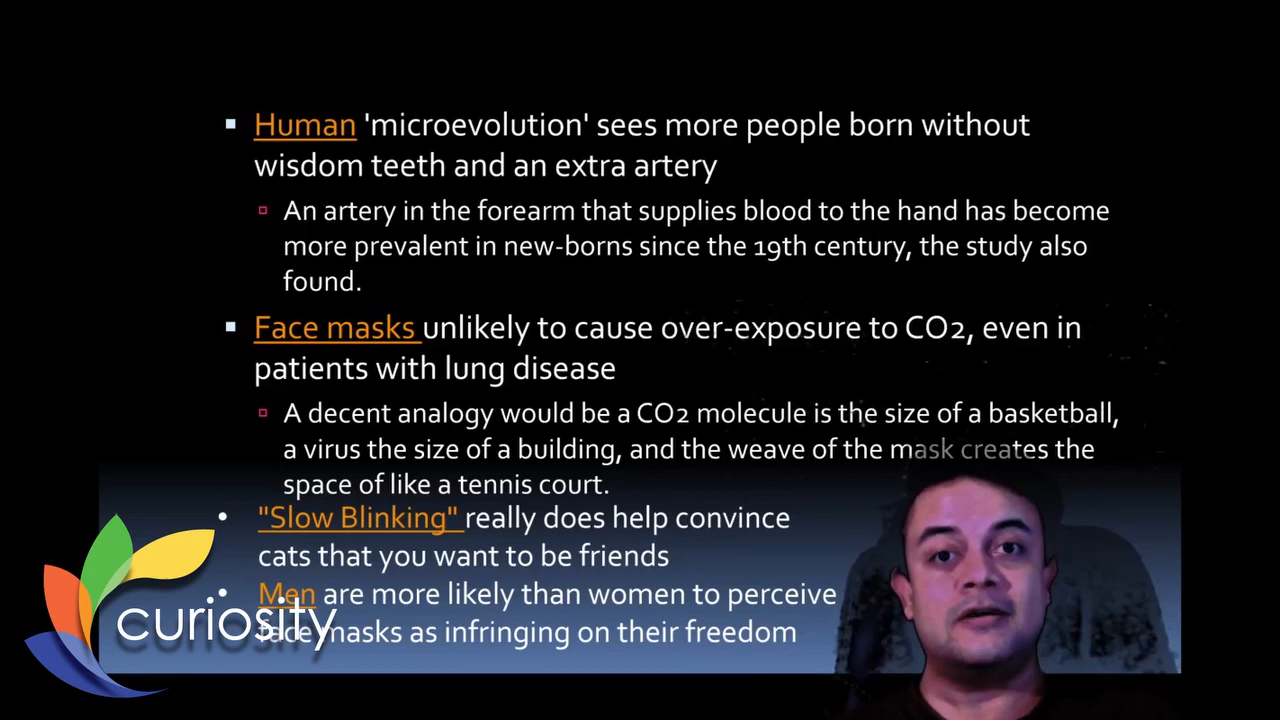 Human 'microevolution' sees more people born without
wisdom teeth and an extra artery
An artery in the forearm that supplies blood to the hand has become
more prevalent in new-borns since the 19th century, the study also
found.
Face masks unlikely to cause over-exposure to CO2, even in
patients with lung disease
A decent analogy would be a CO2 molecule is the size of a basketball,
a virus the size of a building, and the weave of the mask creates the
space of like a tennis court.
"Slow Blinking" really does help convince
cats that you want to be friends
Men are more likely than women to perceive
face masks as infringing on their freedom
curiosity